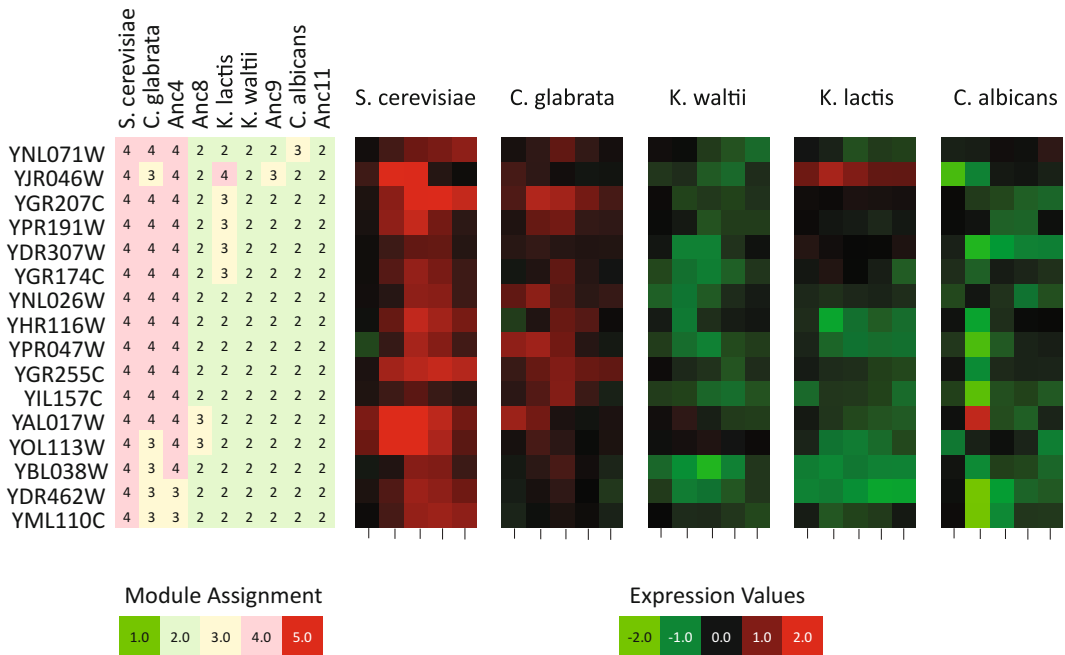 S. cerevisiae C. glabrata Anc4 Anc8 K. lactis K. waltii Anc9 C. albicans Anc11
S. cerevisiae C. glabrata K. waltii K. lactis C. albicans
YNL071W 4 4 4 2 2 2 2 3 2
YJR046W 4 3 4 2 4 2 3 2 2
YGR207C 4 4 4 2 3 2 2 2 2
YPR191W 4 4 4 2 3 2 2 2 2
YDR307W 4 4 4 2 3 2 2 2 2
YGR174C 4 4 4 2 3 2 2 2 2
YNL026W 4 4 4 2 2 2 2 2 2
YHR116W 4 4 4 2 2 2 2 2 2
YPR047W 4 4 4 2 2 2 2 2 2
YGR255C 4 4 4 2 2 2 2 2 2
YIL157C 4 4 4 2 2 2 2 2 2
YAL017W 4 4 4 3 2 2 2 2 2
YOL113W 4 3 4 3 2 2 2 2 2
YBL038W 4 3 4 2 2 2 2 2 2
YDR462W 4 3 3 2 2 2 2 2 2
YML110C 4 3 3 2 2 2 2 2 2
Module Assignment
1.0 2.0 3.0 4.0 5.0
Expression Values
-2.0 -1.0 0.0 1.0 2.0